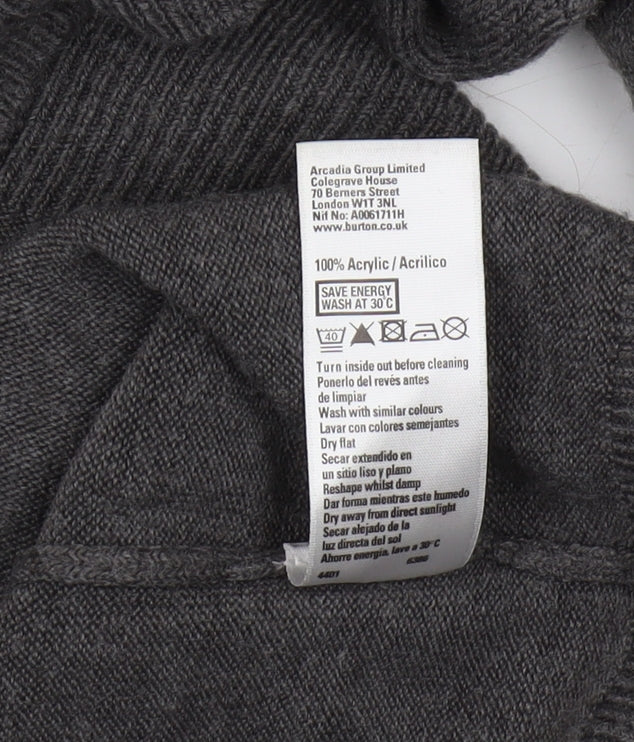 Arcadia Group Limited
Colegrave House
70 Berners Street
London W1T 3NL
Nif No: A0061711H
www.burton.co.uk
100% Acrylic / Acrilico
SAVE ENERGY
WASH AT 30°C
40
Turn inside out before cleaning
Ponerlo del revés antes
de limpiar
Wash with similar colours
Lavar con colores semejantes
Dry flat
Secar extendido en
un sitio liso y plano
Reshape whilst damp
Dar forma mientras este humedo
Dry away from direct sunlight
Secar alejado de la
luz directa del sol
Ahorre energia, lave a 30°C
4401 6386